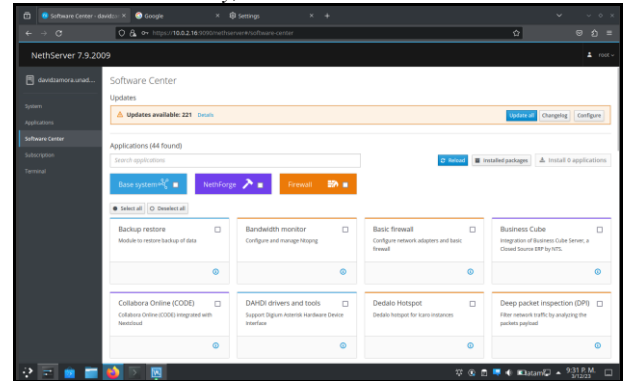 Software Center - davidz
Google
Settings
https://10.0.2.16:9090/nethserver#/software-center
NethServer 7.9.2009
root
davidzamora.unad...
Software Center
Updates
System
Updates available: 221 Details
Update all
Changelog
Configure
Applications
Software Center
Applications (44 found)
Subscription
Search applications
Reload
Installed packages
Install 0 applications
Terminal
Base system
NethForge
Firewall
Select all
Deselect all
Backup restore
Module to restore backup of data
Bandwidth monitor
Configure and manage Ntopng
Basic firewall
Configure network adapters and basic
firewall
Business Cube
Integration of Business Cube Server, a
Closed Source ERP by NTS.
Collabora Online (CODE)
Collabora Online (CODE) integrated with
Nextcloud
DAHDI drivers and tools
Support Digium Asterisk Hardware Device
Interface
Dedalo Hotspot
Dedalo hotspot for Icaro instances
Deep packet inspection (DPI)
Filter network traffic by analyzing the
packets payload
latam
9:31 P. M.
3/12/23